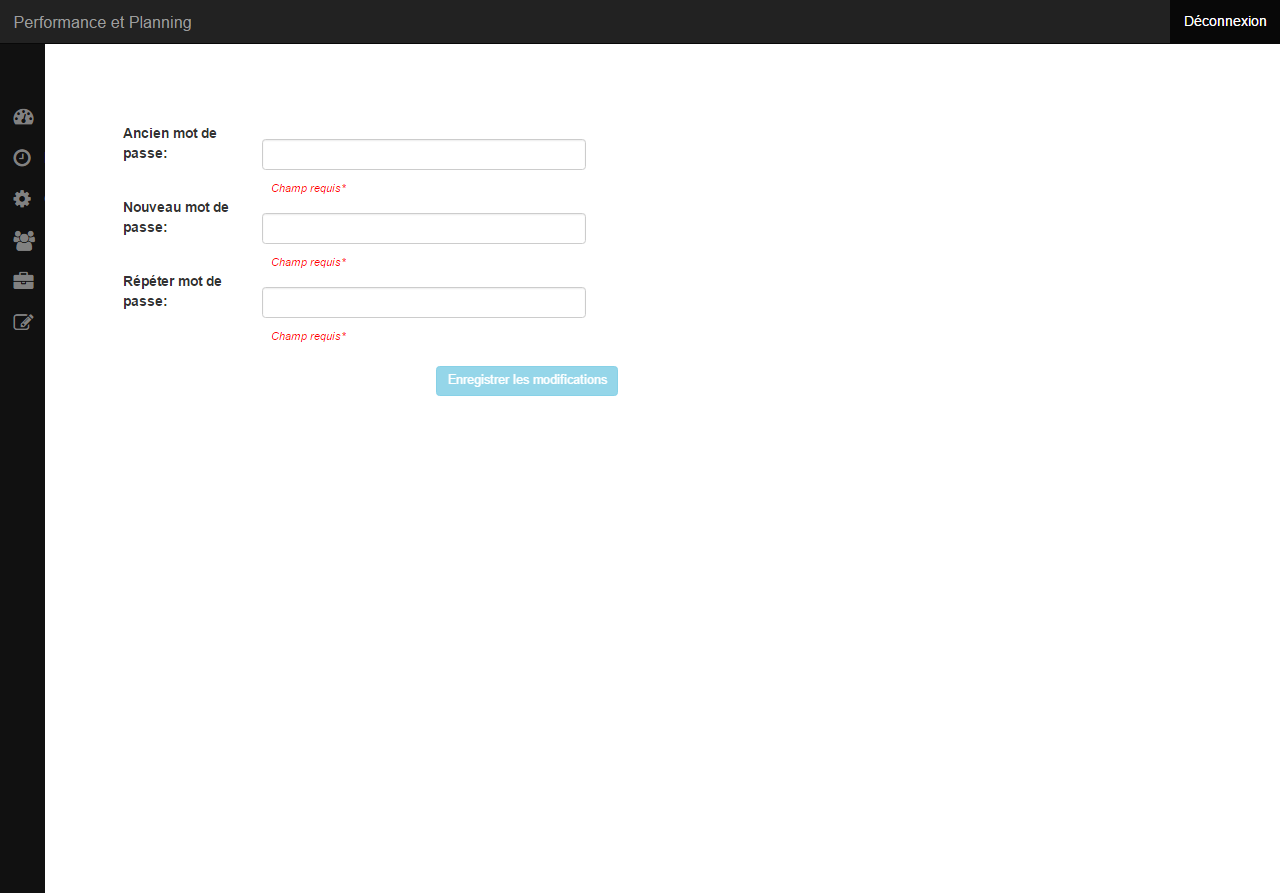 Performance et Planning
Déconnexion
Ancien mot de
passe:
Champ requis*
Nouveau mot de
passe:
Champ requis*
Répéter mot de
passe:
Champ requis*
Enregistrer les modifications